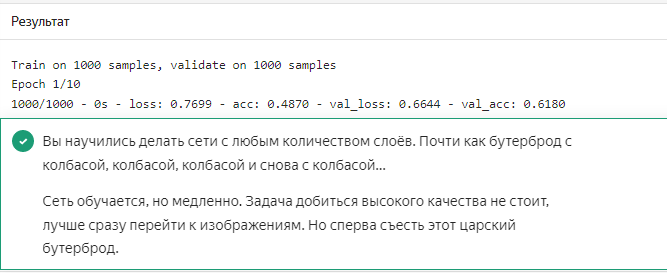 Результат
Train on 1000 samples, validate on 1000 samples
Epoch 1/10
1000/1000 - 0s - loss: 0.7699 - acc: 0.4870 - val_loss: 0.6644 - val_acc: 0.6180
Вы научились делать сети с любым количеством слоёв. Почти как бутерброд с
колбасой, колбасой, колбасой и снова с колбасой...
Сеть обучается, но медленно. Задача добиться высокого качества не стоит,
лучше сразу перейти к изображениям. Но сперва съесть этот царский
бутерброд.